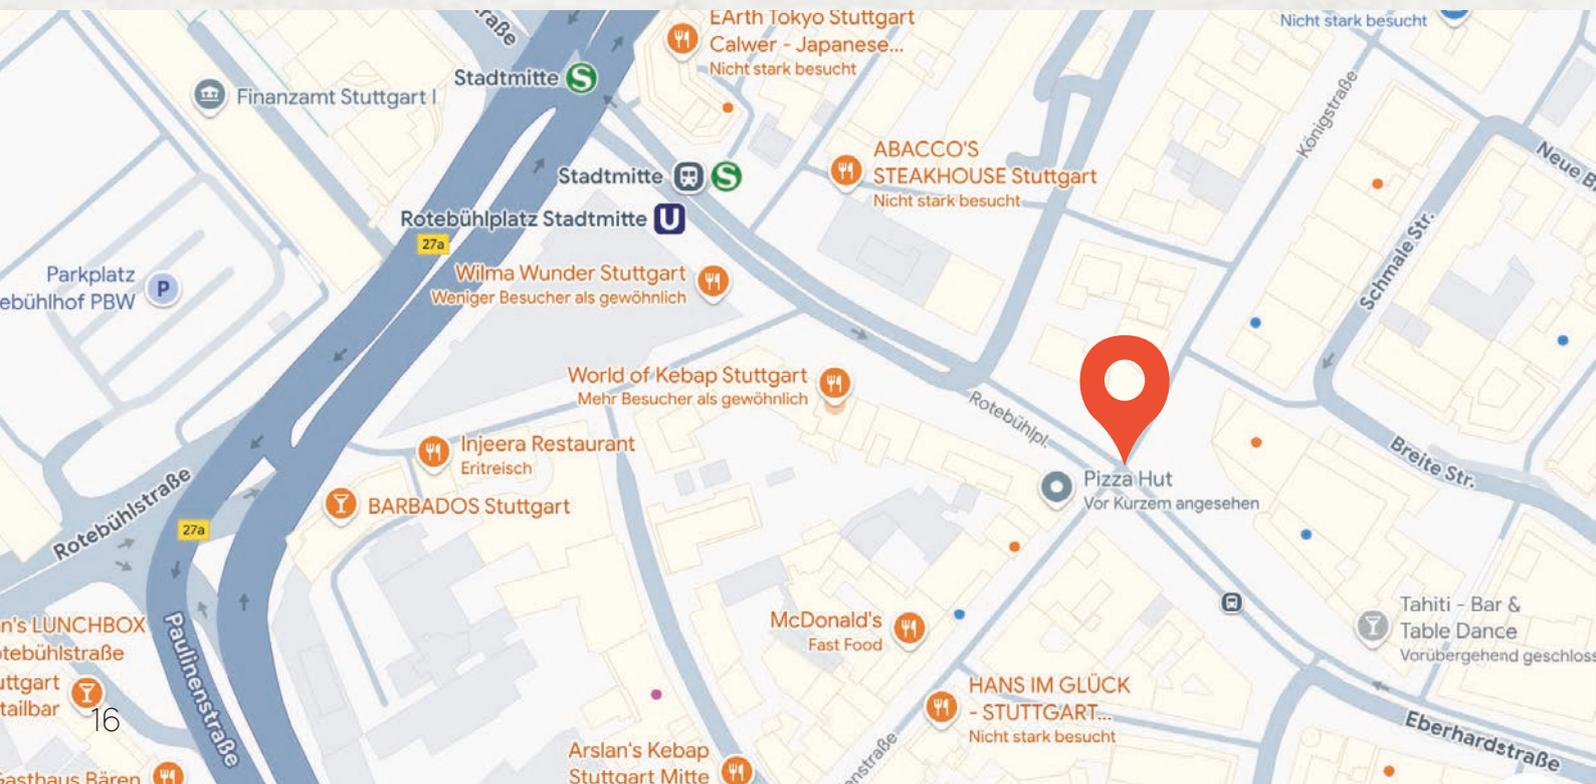 Nicht stark besucht
EArth Tokyo Stuttgart
Calwer - Japanese...
Nicht stark besucht
Stadtmitte S
Finanzamt Stuttgart I
Königstraße
ABACCO'S
STEAKHOUSE Stuttgart
Nicht stark besucht
Stadtmitte S
Rotebühlplatz Stadtmitte U
27a
Parkplatz
ebühlhof PBW
P
Wilma Wunder Stuttgart
Weniger Besucher als gewöhnlich
Schmale Str.
World of Kebap Stuttgart
Mehr Besucher als gewöhnlich
Rotebühlpl.
Injeera Restaurant
Eritreisch
Breite Str.
Pizza Hut
Vor Kurzem angesehen
BARBADOS Stuttgart
Rotebühlstraße
27a
Paulinenstraße
n's LUNCHBOX
otebühlstraße
uttgart
tailbar
16
McDonald's
Fast Food
Tahiti - Bar &
Table Dance
Vorübergehend geschloss
HANS IM GLÜCK
- STUTTGART...
Nicht stark besucht
Eberhardstraße
Arslan's Kebap
Stuttgart Mitte
enstraße
Gasthaus Bären